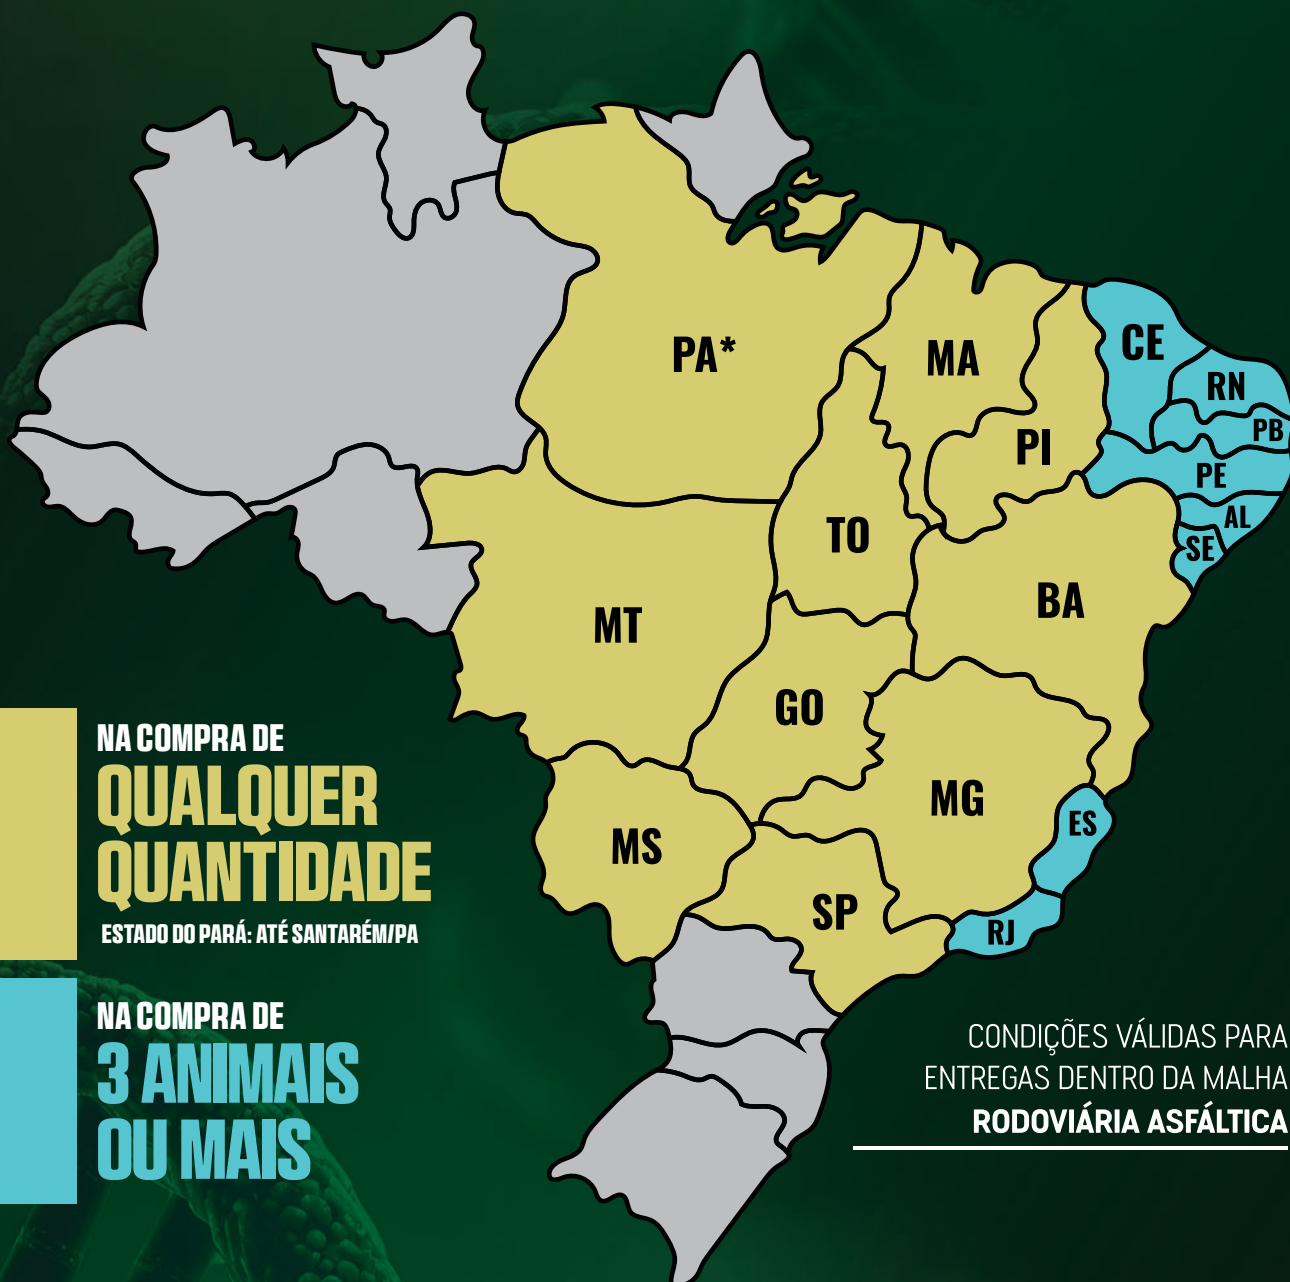 PA*
MA
CE
RN
PB
PI
PE
AL
TO
SE
BA
MT
GO
MG
ES
MS
SP
RJ
NA COMPRA DE
QUALQUER
QUANTIDADE
ESTADO DO PARÁ: ATÉ SANTARÉM/PA
NA COMPRA DE
3 ANIMAIS
OU MAIS
CONDIÇÕES VÁLIDAS PARA
ENTREGAS DENTRO DA MALHA
RODOVIÁRIA ASFÁLTICA